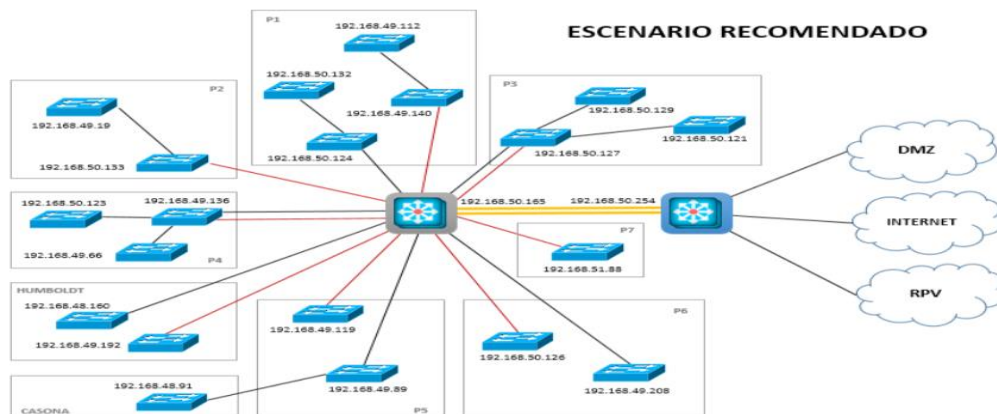 ESCENARIO RECOMENDADO
P1
192.168.49.112
192.168.50.132
192.168.49.140
192.168.50.124
P2
192.168.49.19
192.168.50.133
P3
192.168.50.129
192.168.50.121
192.168.50.127
192.168.50.123
192.168.49.136
192.168.49.66
P4
192.168.50.165
192.168.50.254
P7
192.168.51.88
DMZ
INTERNET
RPV
HUMBOLDT
192.168.48.160
192.168.49.192
192.168.49.119
192.168.49.89
P5
P6
192.168.50.126
192.168.49.208
192.168.48.91
CASONA